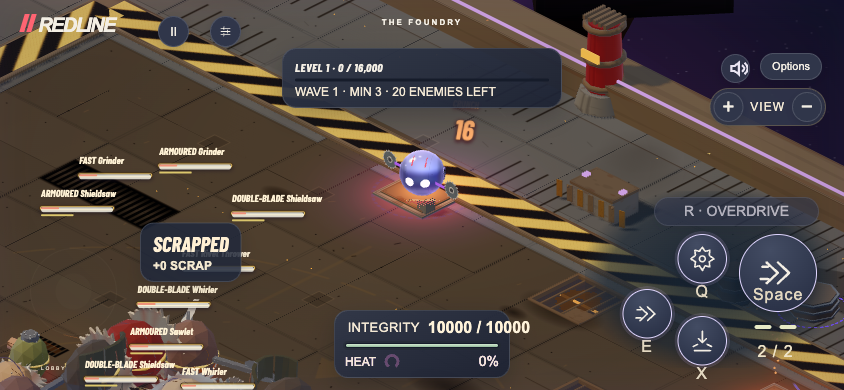 REDLINE
THE FOUNDRY
LEVEL 1 · 0 / 16,000
WAVE 1 · MIN 3 · 20 ENEMIES LEFT
Options
+ VIEW −
16
ARMOURED Grinder
FAST Grinder
ARMOURED Shieldsaw
DOUBLE-BLADE Shieldsaw
R · OVERDRIVE
SCRAPPED
+0 SCRAP
Q
Space
DOUBLE-BLADE Whirler
INTEGRITY 10000 / 10000
HEAT 0%
E
X
2 / 2
ARMOURED Sawlet
DOUBLE-BLADE Shieldsaw
FAST Whirler
LOBBY